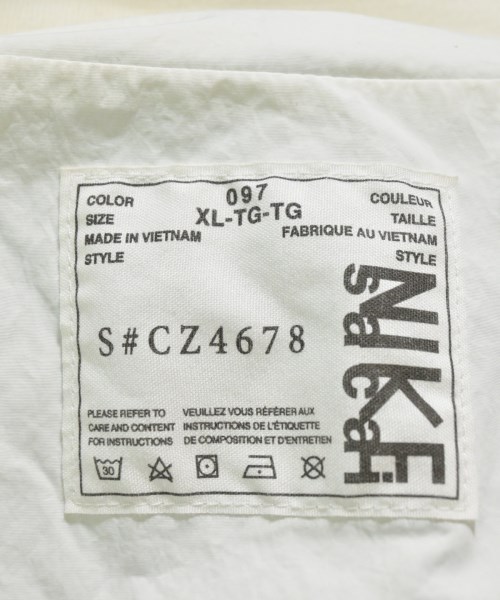 COLOR 097 COULEUR
SIZE XL-TG-TG TAILLE
MADE IN VIETNAM FABRIQUE AU VIETNAM
STYLE STYLE
S#CZ4678
NIKE
sacai
PLEASE REFER TO
CARE AND CONTENT
FOR INSTRUCTIONS
VEUILLEZ VOUS RÉFÉRER AUX
INSTRUCTIONS DE L'ÉTIQUETTE
DE COMPOSITION ET D'ENTRETIEN
30